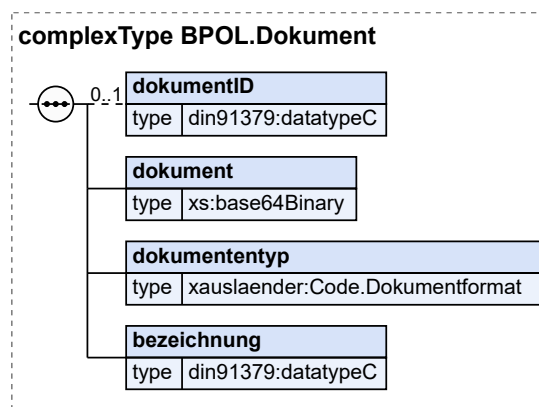 complexType BPOL.Dokument
0..1
dokumentID
type din91379:datatypeC
dokument
type xs:base64Binary
dokumententyp
type xauslaender:Code.Dokumentformat
bezeichnung
type din91379:datatypeC